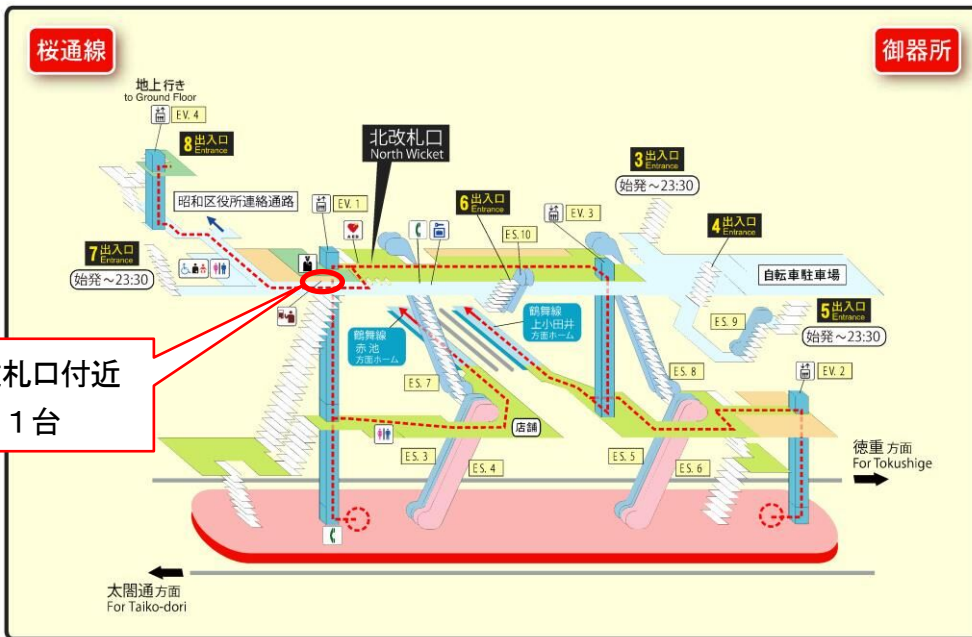 桜通線
御器所
地上行き
to Ground Floor
EV. 4
8 出入口
Entrance
北改札口
North Wicket
3 出入口
Entrance
始発～23:30
昭和区役所連絡通路
EV. 1
6 出入口
Entrance
EV. 3
4 出入口
Entrance
ES.10
7 出入口
Entrance
始発～23:30
自転車駐車場
5 出入口
Entrance
始発～23:30
鶴舞線
赤池
方面ホーム
鶴舞線
上小田井
方面ホーム
ES. 9
札口付近
1台
ES. 7
ES. 8
EV. 2
店舗
ES. 3
ES. 4
ES. 5
ES. 6
徳重方面
For Tokushige
太閤通方面
For Taiko-dori